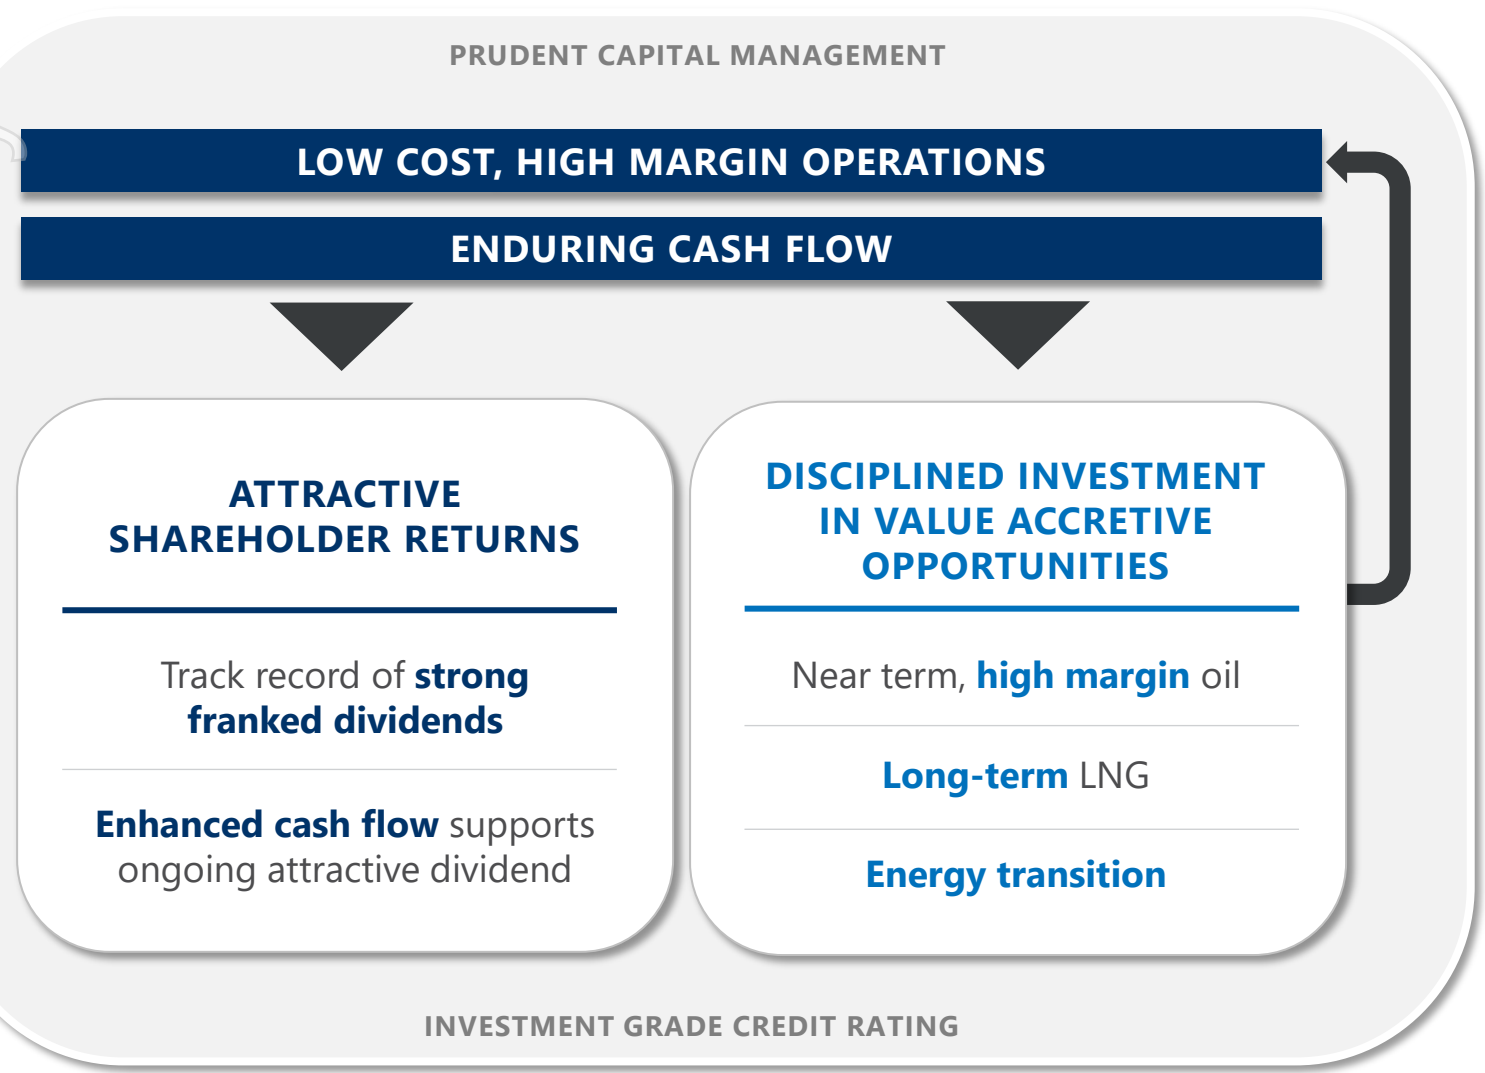 PRUDENT CAPITAL MANAGEMENT
LOW COST, HIGH MARGIN OPERATIONS
ENDURING CASH FLOW
ATTRACTIVE
SHAREHOLDER RETURNS
Track record of strong
franked dividends
Enhanced cash flow supports
ongoing attractive dividend
DISCIPLINED INVESTMENT
IN VALUE ACCRETIVE
OPPORTUNITIES
Near term, high margin oil
Long-term LNG
Energy transition
INVESTMENT GRADE CREDIT RATING